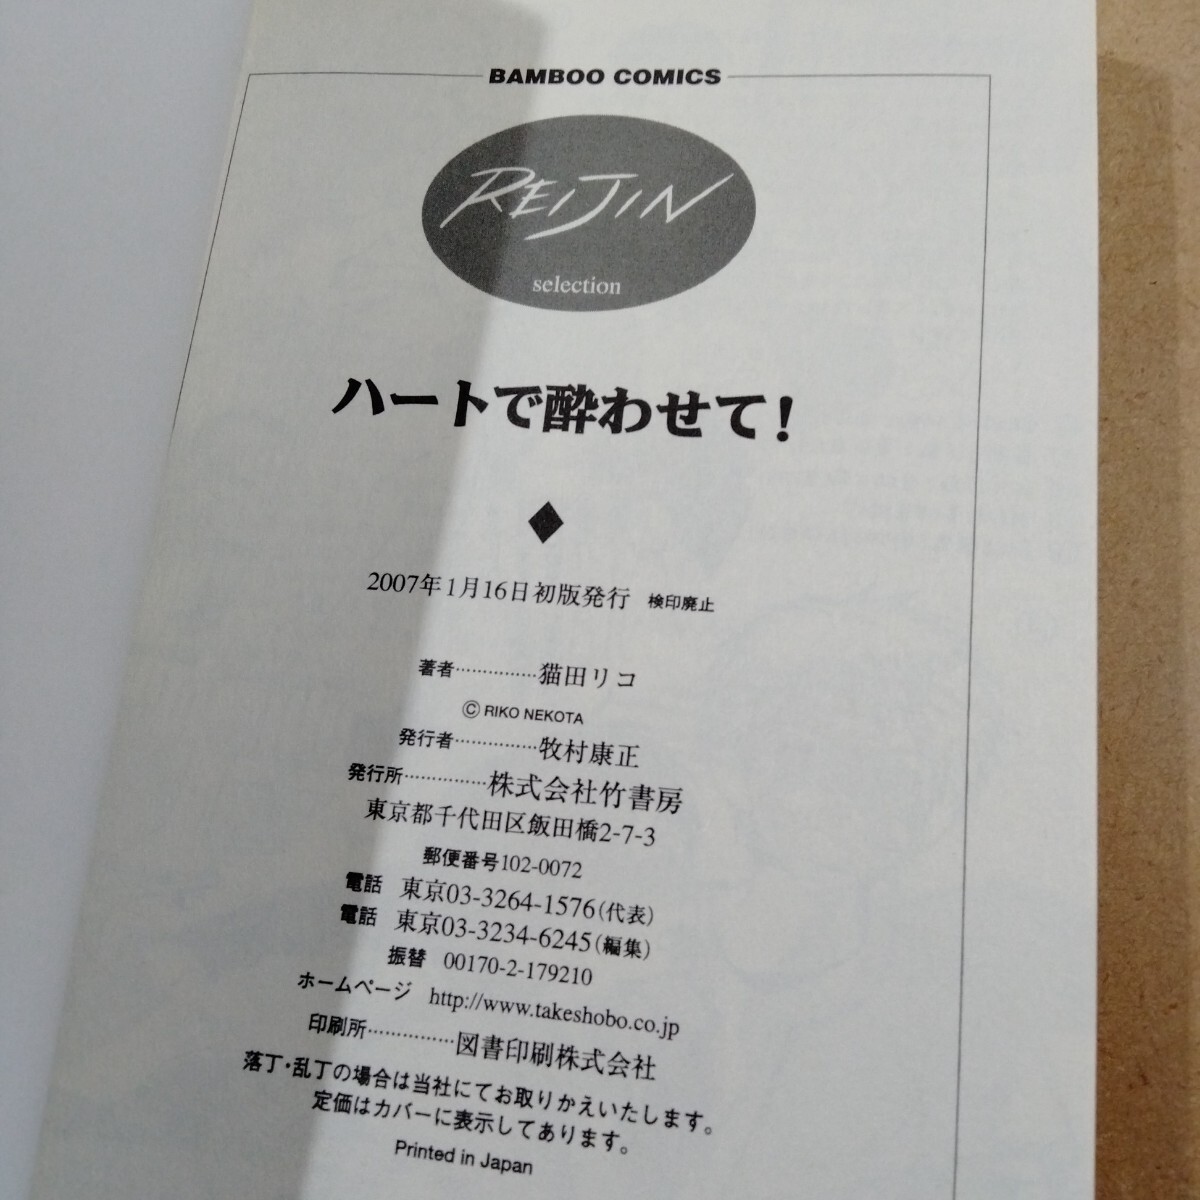 BAMBOO COMICS
REIJIN
selection
ハートで酔わせて!
◆
2007年1月16日初版発行 検印廃止
著者……………猫田リコ
© RIKO NEKOTA
発行者……………牧村康正
発行所……………株式会社竹書房
東京都千代田区飯田橋2-7-3
郵便番号102-0072
電話 東京03-3264-1576(代表)
電話 東京03-3234-6245(編集)
振替 00170-2-179210
ホームページ http://www.takeshobo.co.jp
印刷所……………図書印刷株式会社
落丁・乱丁の場合は当社にてお取りかえいたします。
定価はカバーに表示してあります。
Printed in Japan